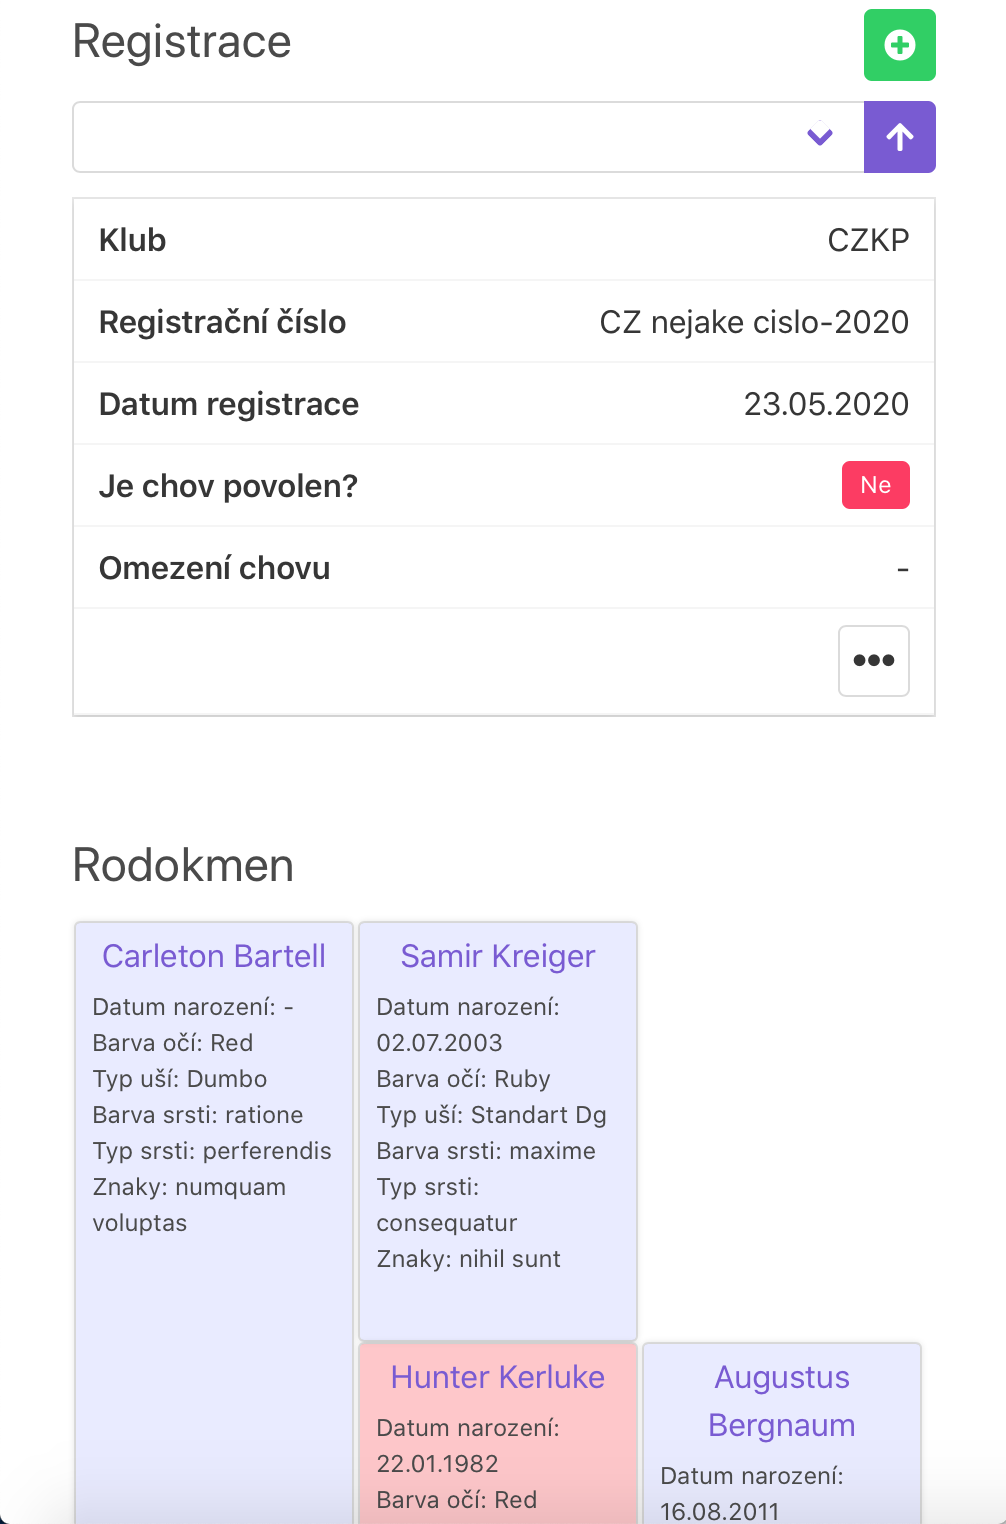 Registrace
Klub CZKP
Registrační číslo CZ nejake cislo-2020
Datum registrace 23.05.2020
Je chov povolen? Ne
Omezení chovu -
Rodokmen
Carleton Bartell
Datum narození: -
Barva očí: Red
Typ uší: Dumbo
Barva srsti: ratione
Typ srsti: perferendis
Znaky: numquam
voluptas
Samir Kreiger
Datum narození:
02.07.2003
Barva očí: Ruby
Typ uší: Standart Dg
Barva srsti: maxime
Typ srsti:
consequatur
Znaky: nihil sunt
Hunter Kerluke
Datum narození:
22.01.1982
Barva očí: Red
Augustus
Bergnaum
Datum narození:
16.08.2011